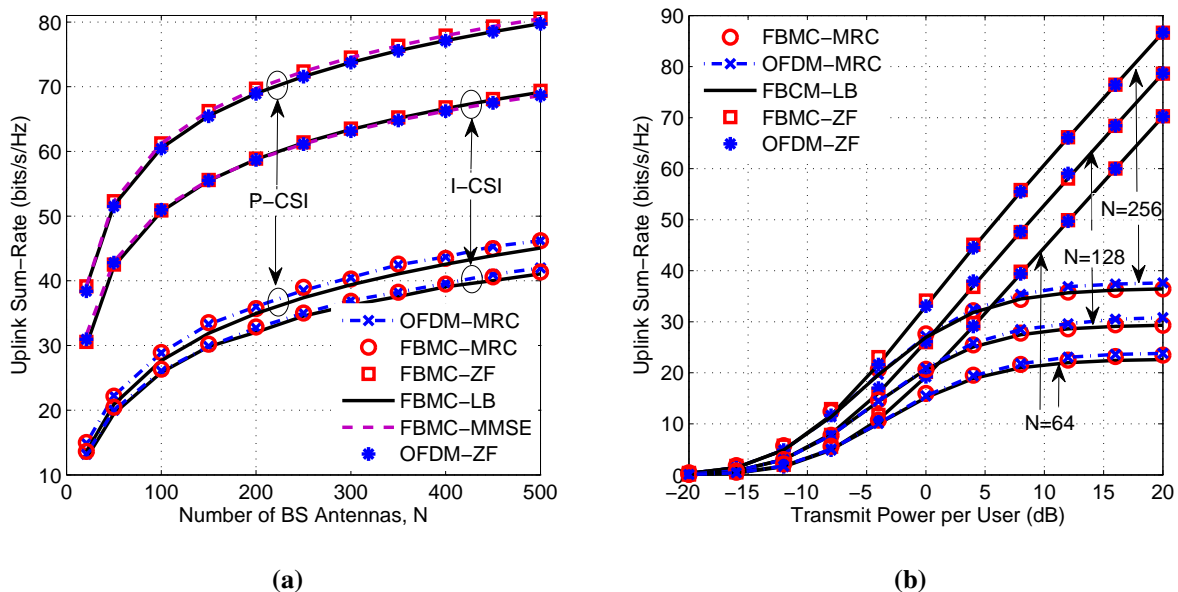 80
70
60
50
40
30
20
10
0
100
200
300
400
500
Uplink Sum−Rate (bits/s/Hz)
Number of BS Antennas, N
P−CSI
I−CSI
OFDM−MRC
FBMC−MRC
FBMC−ZF
FBMC−LB
FBMC−MMSE
OFDM−ZF
(a)
90
80
70
60
50
40
30
20
10
0
−20
−15
−10
−5
0
5
10
15
20
Uplink Sum−Rate (bits/s/Hz)
Transmit Power per User (dB)
FBMC−MRC
OFDM−MRC
FBCM−LB
FBMC−ZF
OFDM−ZF
N=256
N=128
N=64
(b)